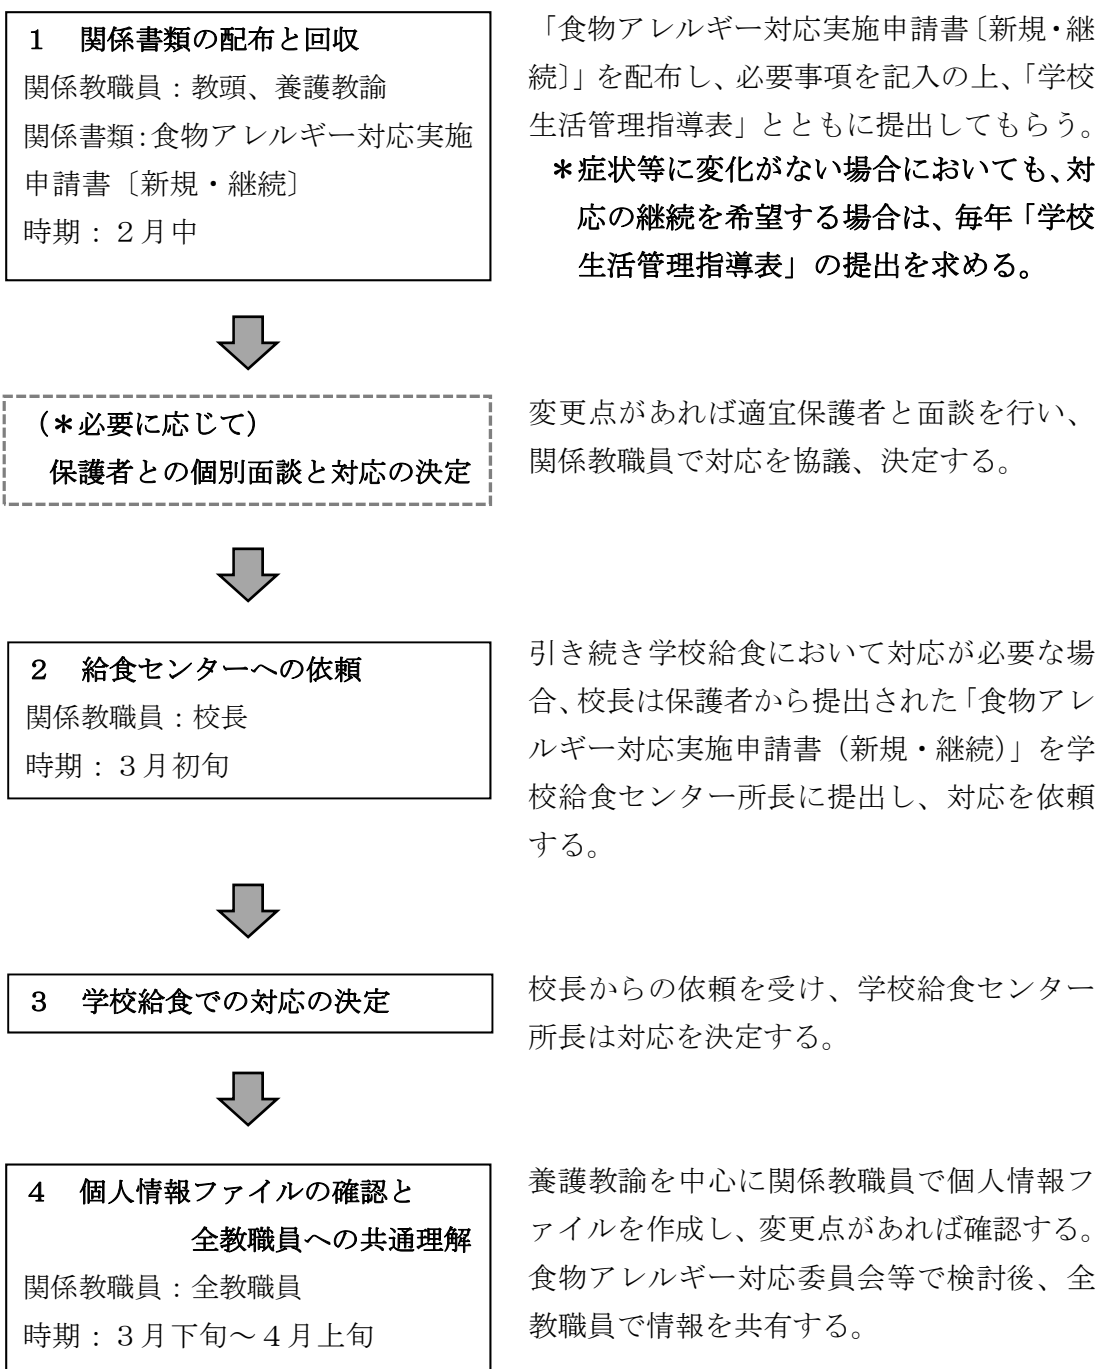 １　関係書類の配布と回収
関係教職員：教頭、養護教諭
関係書類：食物アレルギー対応実施
申請書〔新規・継続〕
時期：２月中
「食物アレルギー対応実施申請書〔新規・継
続〕」を配布し、必要事項を記入の上、「学校
生活管理指導表」とともに提出してもらう。
＊症状等に変化がない場合においても、対
応の継続を希望する場合は、毎年「学校
生活管理指導表」の提出を求める。
（＊必要に応じて）
保護者との個別面談と対応の決定
変更点があれば適宜保護者と面談を行い、
関係教職員で対応を協議、決定する。
２　給食センターへの依頼
関係教職員：校長
時期：３月初旬
引き続き学校給食において対応が必要な場
合、校長は保護者から提出された「食物アレ
ルギー対応実施申請書（新規・継続）」を学
校給食センター所長に提出し、対応を依頼
する。
３　学校給食での対応の決定
校長からの依頼を受け、学校給食センター
所長は対応を決定する。
４　個人情報ファイルの確認と
全教職員への共通理解
関係教職員：全教職員
時期：３月下旬～４月上旬
養護教諭を中心に関係教職員で個人情報フ
ァイルを作成し、変更点があれば確認する。
食物アレルギー対応委員会等で検討後、全
教職員で情報を共有する。